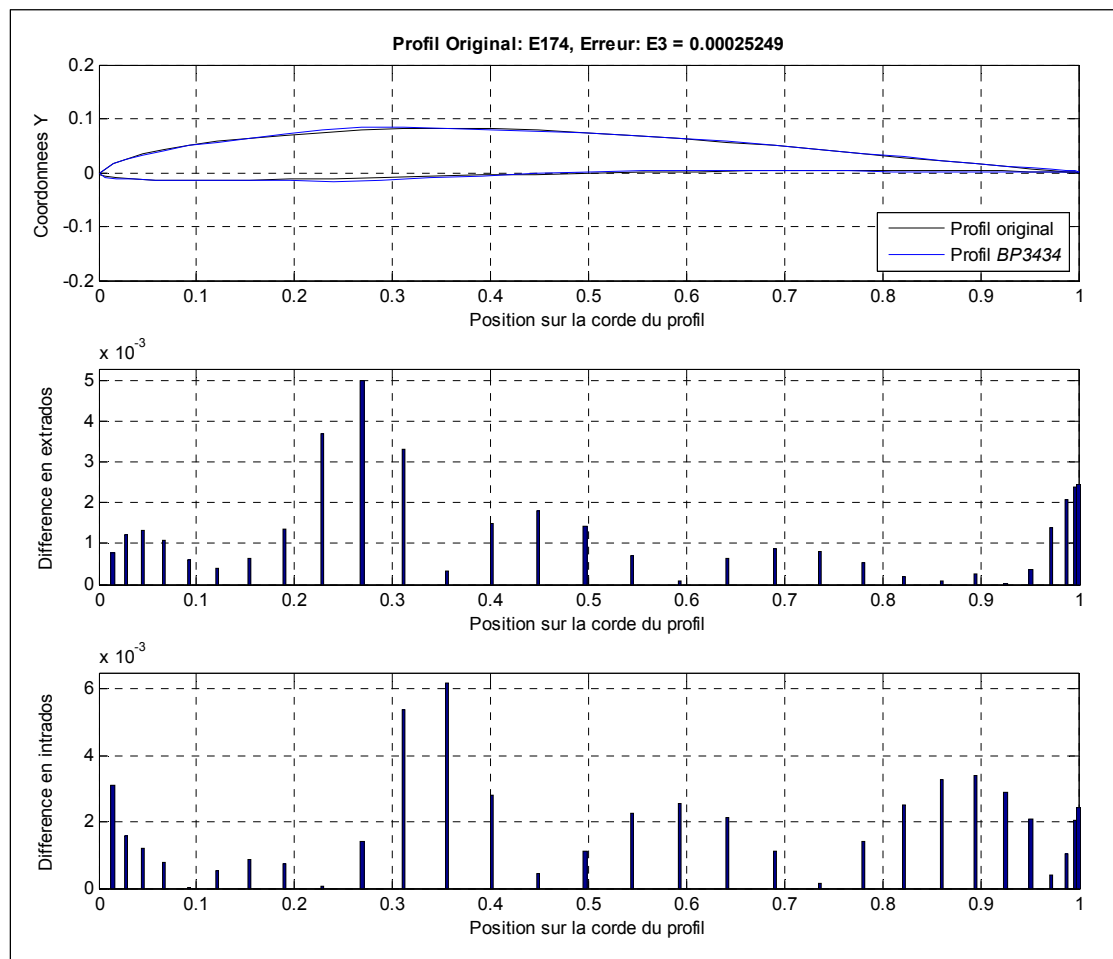 Profil Original: E174, Erreur: E3 = 0.00025249
0.2
0.1
0
-0.1
-0.2
Coordonnees Y
Profil original
Profil BP3434
0 0.1 0.2 0.3 0.4 0.5 0.6 0.7 0.8 0.9 1
Position sur la corde du profil
x 10-3
5
4
3
2
1
0
Difference en extrados
0 0.1 0.2 0.3 0.4 0.5 0.6 0.7 0.8 0.9 1
Position sur la corde du profil
x 10-3
6
4
2
0
Difference en intrados
0 0.1 0.2 0.3 0.4 0.5 0.6 0.7 0.8 0.9 1
Position sur la corde du profil